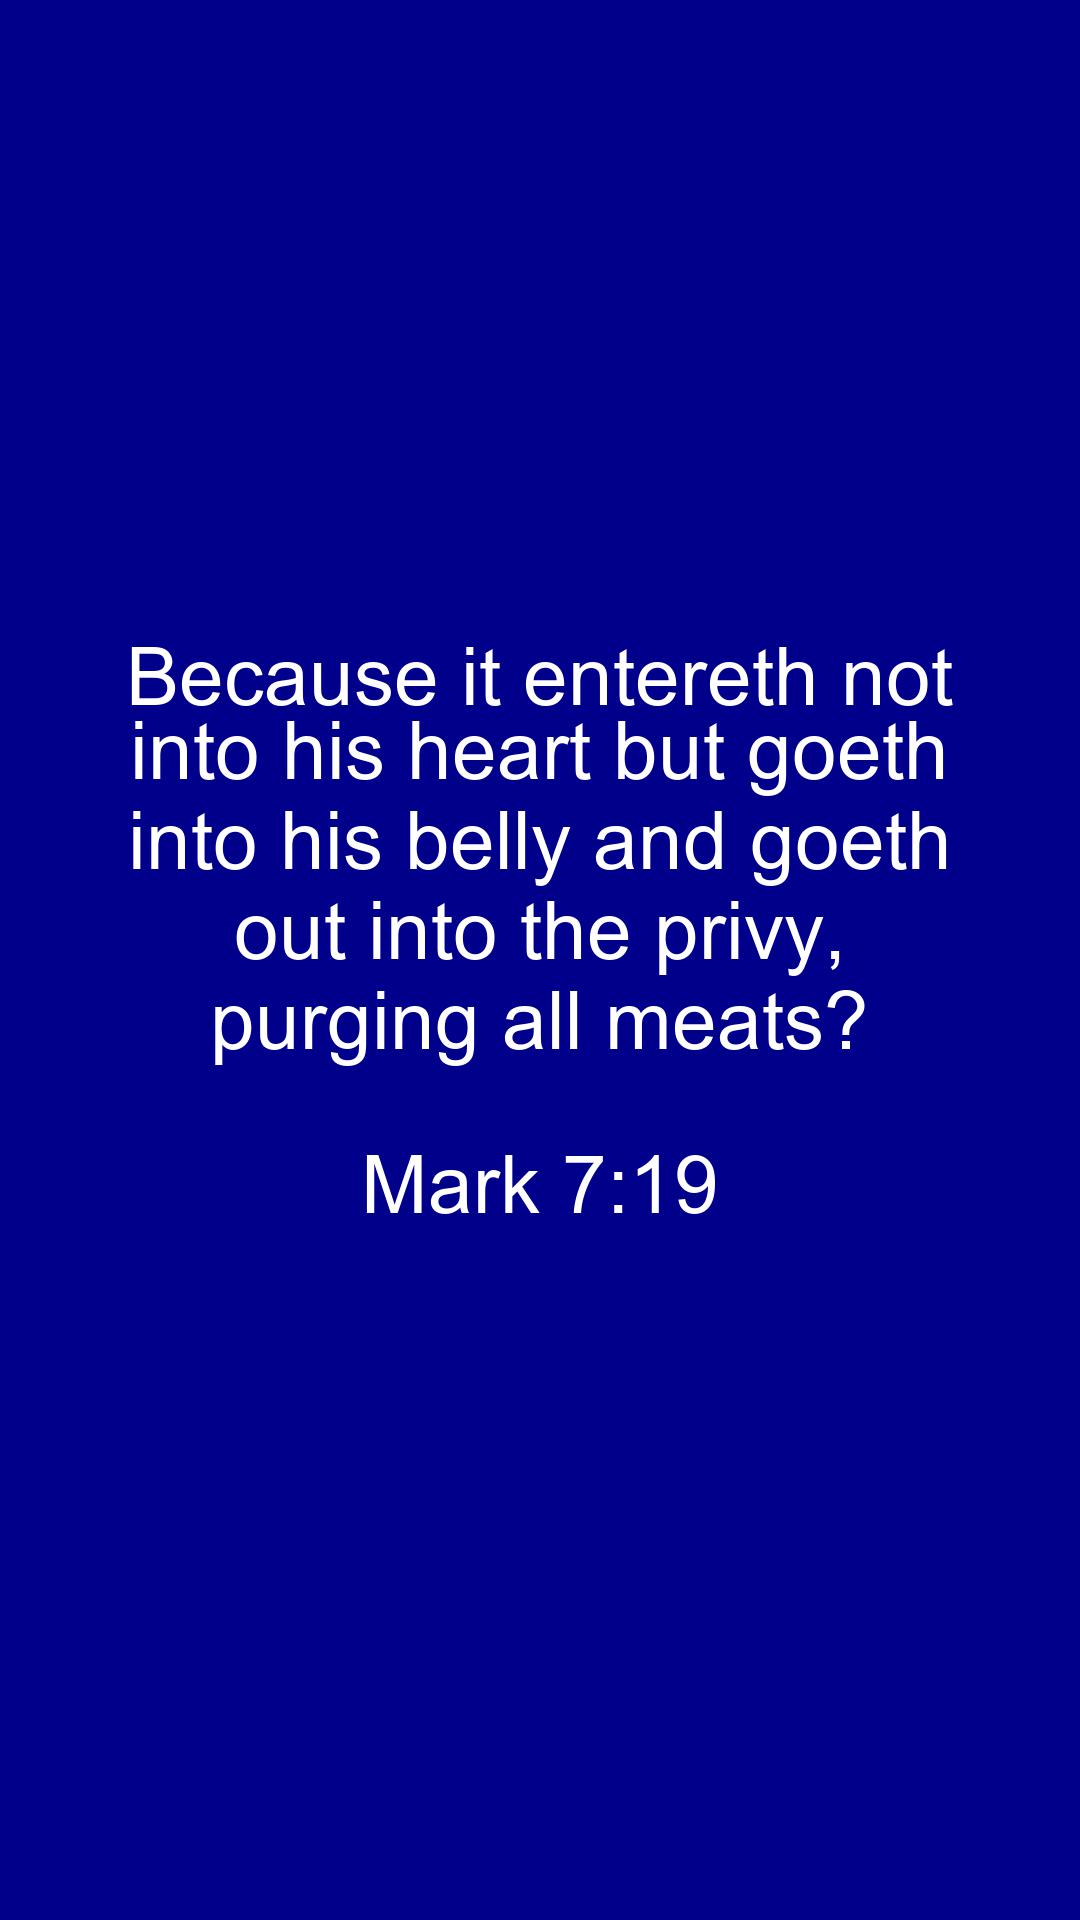 Because it entereth not
into his heart but goeth
into his belly and goeth
out into the privy,
purging all meats?
Mark 7:19